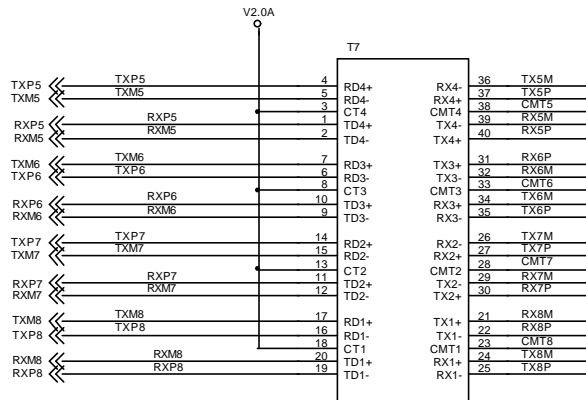 V2.0A
T7
TXP5 TXP5 4 RD4+ RX4- 36 TX5M
TXM5 TXM5 5 RD4- RX4+ 37 TX5P
3 CT4 CMT4 38 CMT5
RXP5 RXP5 1 TD4+ TX4- 39 RX5M
RXM5 RXM5 2 TD4- TX4+ 40 RX5P
TXM6 TXM6 7 RD3+ TX3+ 31 RX6P
TXP6 TXP6 6 RD3- TX3- 32 RX6M
8 CT3 CMT3 33 CMT6
RXP6 RXP6 10 TD3+ RX3+ 34 TX6M
RXM6 RXM6 9 TD3- RX3- 35 TX6P
TXP7 TXP7 14 RD2+ RX2- 26 TX7M
TXM7 TXM7 15 RD2- RX2+ 27 TX7P
13 CT2 CMT2 28 CMT7
RXP7 RXP7 11 TD2+ TX2- 29 RX7M
RXM7 RXM7 12 TD2- TX2+ 30 RX7P
TXM8 TXM8 17 RD1+ TX1+ 21 RX8M
TXP8 TXP8 16 RD1- TX1- 22 RX8P
18 CT1 CMT1 23 CMT8
RXM8 RXM8 20 TD1+ RX1+ 24 TX8M
RXP8 RXP8 19 TD1- RX1- 25 TX8P